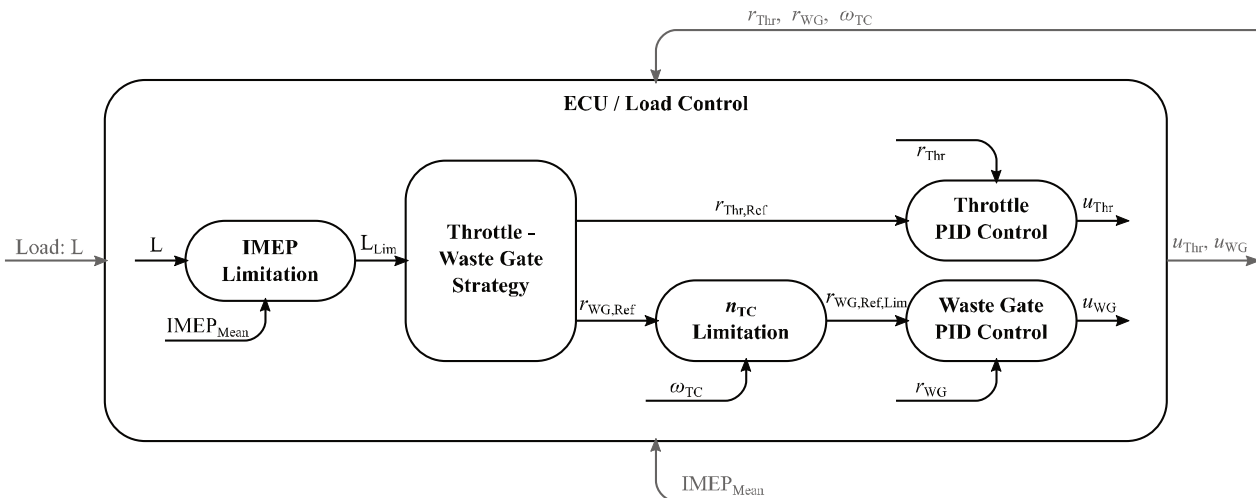 r_Thr, r_WG, ω_TC
ECU / Load Control
r_Thr
Throttle
PID Control
u_Thr
r_Thr,Ref
Load: L
L
IMEP
Limitation
L_Lim
Throttle –
Waste Gate
Strategy
u_Thr, u_WG
IMEP_Mean
r_WG,Ref
n_TC
Limitation
r_WG,Ref,Lim
Waste Gate
PID Control
u_WG
ω_TC
r_WG
IMEP_Mean